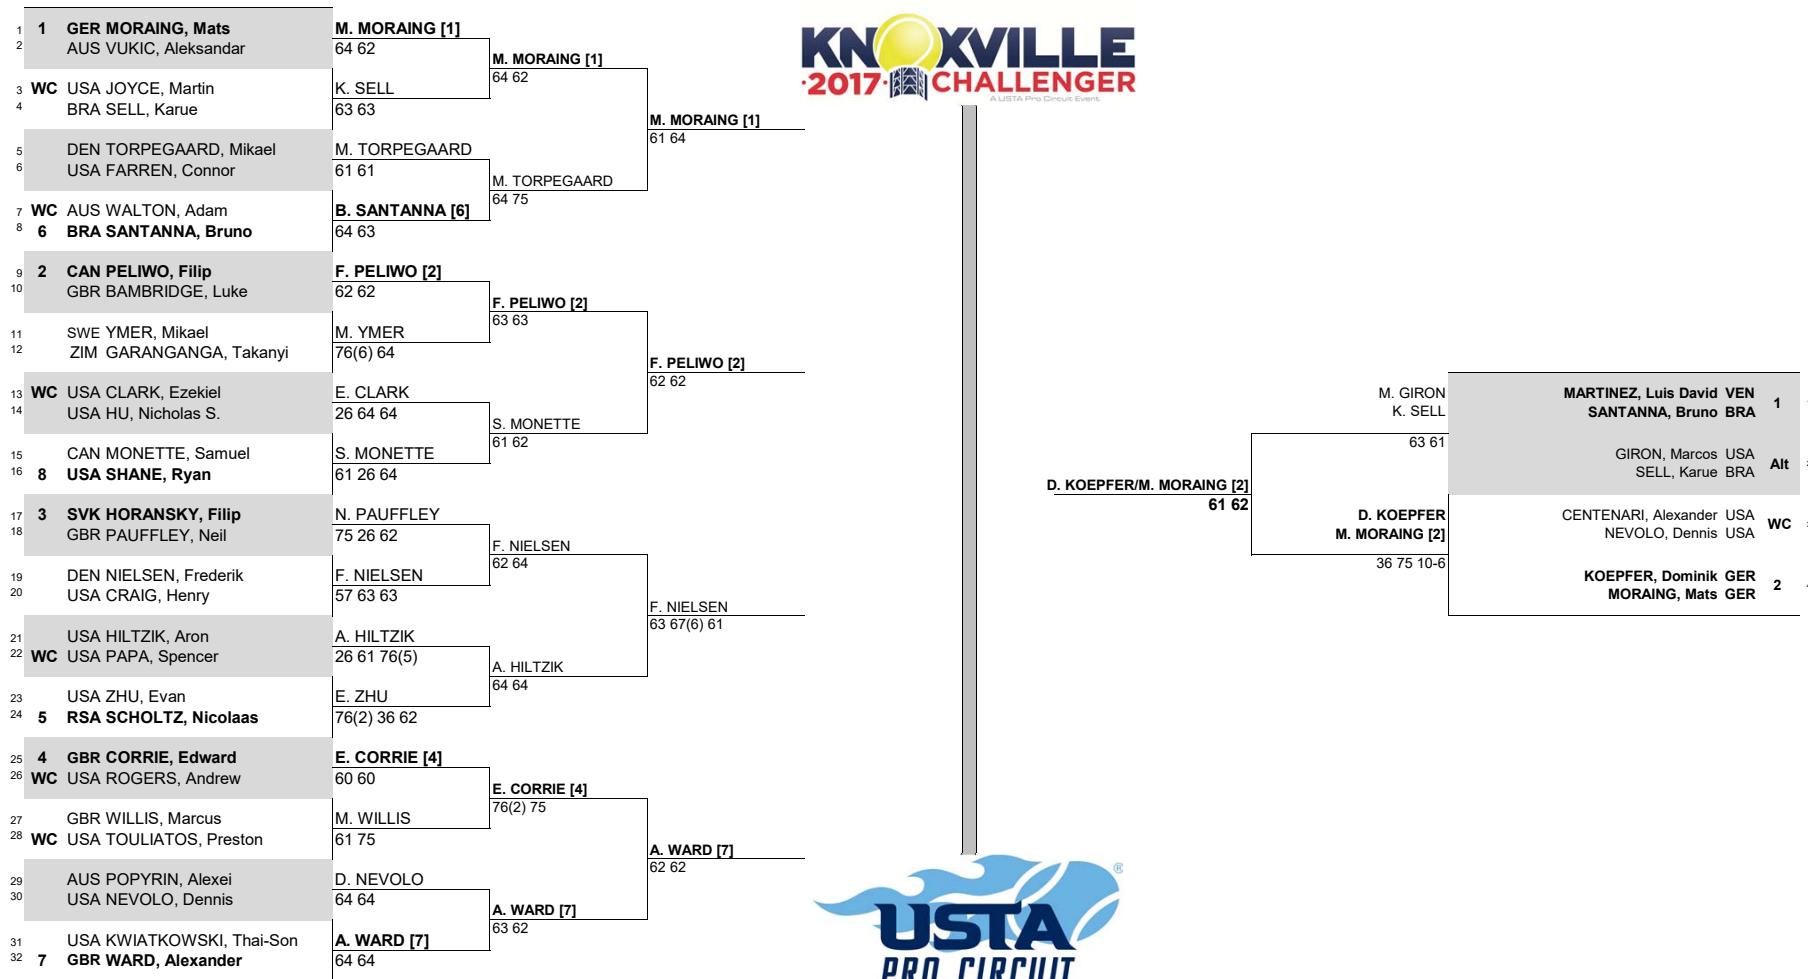 1 1 GER MORAING, Mats
2 AUS VUKIC, Aleksandar
3 WC USA JOYCE, Martin
4 BRA SELL, Karue
5 DEN TORPEGAARD, Mikael
6 USA FARREN, Connor
7 WC AUS WALTON, Adam
8 6 BRA SANTANNA, Bruno
9 2 CAN PELIWO, Filip
10 GBR BAMBRIDGE, Luke
11 SWE YMER, Mikael
12 ZIM GARANGANGA, Takanyi
13 WC USA CLARK, Ezekiel
14 USA HU, Nicholas S.
15 CAN MONETTE, Samuel
16 8 USA SHANE, Ryan
17 3 SVK HORANSKY, Filip
18 GBR PAUFFLEY, Neil
19 DEN NIELSEN, Frederik
20 USA CRAIG, Henry
21 USA HILTZIK, Aron
22 WC USA PAPA, Spencer
23 USA ZHU, Evan
24 5 RSA SCHOLTZ, Nicolaas
25 4 GBR CORRIE, Edward
26 WC USA ROGERS, Andrew
27 GBR WILLIS, Marcus
28 WC USA TOULIATOS, Preston
29 AUS POPYRIN, Alexei
30 USA NEVOLO, Dennis
31 USA KWIATKOWSKI, Thai-Son
32 7 GBR WARD, Alexander
M. MORAING [1]
64 62
K. SELL
63 63
M. TORPEGAARD
61 61
B. SANTANNA [6]
64 63
F. PELIWO [2]
62 62
M. YMER
76(6) 64
E. CLARK
26 64 64
S. MONETTE
61 26 64
N. PAUFFLEY
75 26 62
F. NIELSEN
57 63 63
A. HILTZIK
26 61 76(5)
E. ZHU
76(2) 36 62
E. CORRIE [4]
60 60
M. WILLIS
61 75
D. NEVOLO
64 64
A. WARD [7]
64 64
M. MORAING [1]
64 62
M. TORPEGAARD
64 75
F. PELIWO [2]
63 63
S. MONETTE
61 62
F. NIELSEN
62 64
A. HILTZIK
64 64
E. CORRIE [4]
76(2) 75
A. WARD [7]
63 62
M. MORAING [1]
61 64
F. PELIWO [2]
62 62
F. NIELSEN
63 67(6) 61
A. WARD [7]
62 62
KNOXVILLE
·2017· CHALLENGER
A USTA Pro Circuit Event
D. KOEPFER/M. MORAING [2]
61 62
M. GIRON
K. SELL
63 61
D. KOEPFER
M. MORAING [2]
36 75 10-6
MARTINEZ, Luis David VEN 1
SANTANNA, Bruno BRA
GIRON, Marcos USA Alt
SELL, Karue BRA
CENTENARI, Alexander USA WC
NEVOLO, Dennis USA
KOEPFER, Dominik GER 2
MORAING, Mats GER
®
USTA
PRO CIRCUIT